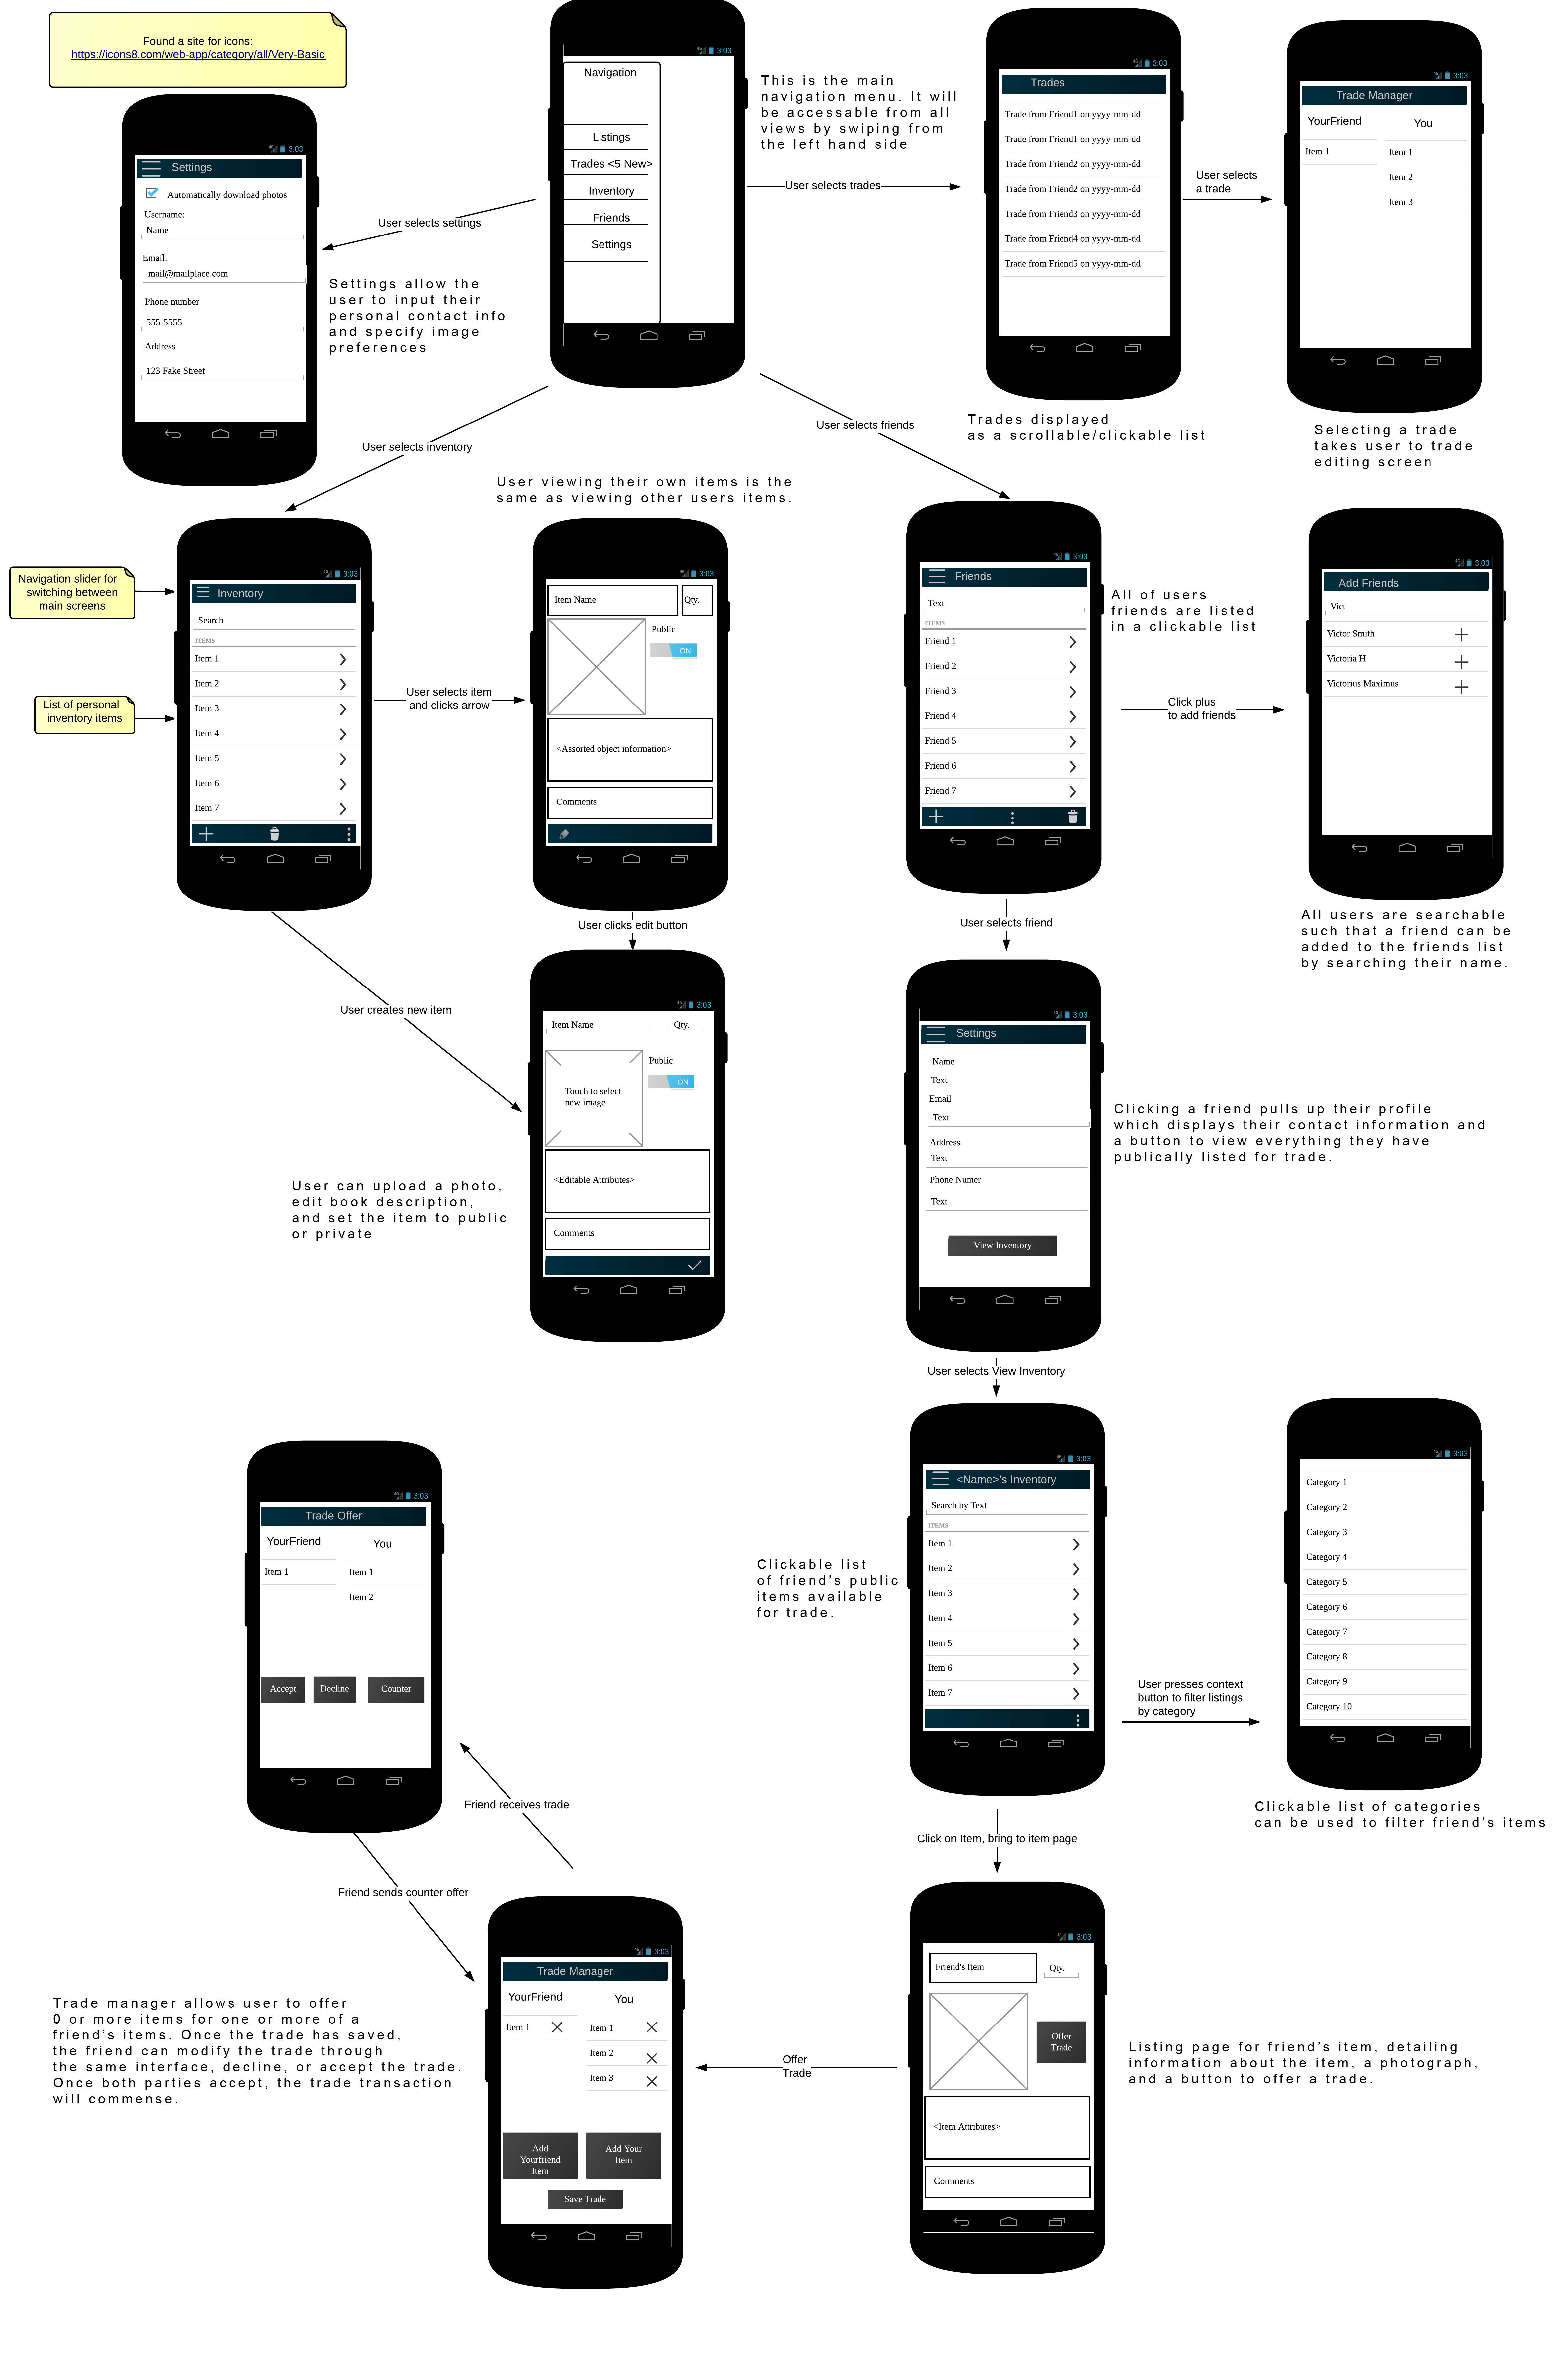 Found a site for icons:
https://icons8.com/web-app/category/all/Very-Basic
3:03
Navigation
Listings
Trades <5 New>
Inventory
Friends
Settings
This is the main
navigation menu. It will
be accessable from all
views by swiping from
the left hand side
User selects trades
3:03
Trades
Trade from Friend1 on yyyy-mm-dd
Trade from Friend1 on yyyy-mm-dd
Trade from Friend2 on yyyy-mm-dd
Trade from Friend2 on yyyy-mm-dd
Trade from Friend3 on yyyy-mm-dd
Trade from Friend4 on yyyy-mm-dd
Trade from Friend5 on yyyy-mm-dd
Trades displayed
as a scrollable/clickable list
User selects
a trade
3:03
Trade Manager
YourFriend You
Item 1 Item 1
Item 2
Item 3
Selecting a trade
takes user to trade
editing screen
3:03
Settings
Automatically download photos
Username:
Name
Email:
mail@mailplace.com
Phone number
555-5555
Address
123 Fake Street
User selects settings
Settings allow the
user to input their
personal contact info
and specify image
preferences
User selects inventory
User selects friends
User viewing their own items is the
same as viewing other users items.
Navigation slider for
switching between
main screens
List of personal
inventory items
3:03
Inventory
Search
ITEMS
Item 1
Item 2
Item 3
Item 4
Item 5
Item 6
Item 7
User selects item
and clicks arrow
3:03
Item Name Qty.
Public
ON
<Assorted object information>
Comments
3:03
Friends
Text
ITEMS
Friend 1
Friend 2
Friend 3
Friend 4
Friend 5
Friend 6
Friend 7
All of users
friends are listed
in a clickable list
Click plus
to add friends
3:03
Add Friends
Vict
Victor Smith
Victoria H.
Victorius Maximus
All users are searchable
such that a friend can be
added to the friends list
by searching their name.
User clicks edit button
User creates new item
3:03
Item Name Qty.
Touch to select
new image
Public
ON
<Editable Attributes>
Comments
User can upload a photo,
edit book description,
and set the item to public
or private
User selects friend
3:03
Settings
Name
Text
Email
Text
Address
Text
Phone Numer
Text
View Inventory
Clicking a friend pulls up their profile
which displays their contact information and
a button to view everything they have
publically listed for trade.
User selects View Inventory
3:03
<Name>'s Inventory
Search by Text
ITEMS
Item 1
Item 2
Item 3
Item 4
Item 5
Item 6
Item 7
Clickable list
of friend's public
items available
for trade.
User presses context
button to filter listings
by category
3:03
Category 1
Category 2
Category 3
Category 4
Category 5
Category 6
Category 7
Category 8
Category 9
Category 10
Clickable list of categories
can be used to filter friend's items
3:03
Trade Offer
YourFriend You
Item 1 Item 1
Item 2
Accept Decline Counter
Friend receives trade
Friend sends counter offer
Click on Item, bring to item page
3:03
Friend's Item Qty.
Offer
Trade
<Item Attributes>
Comments
Listing page for friend's item, detailing
information about the item, a photograph,
and a button to offer a trade.
Offer
Trade
3:03
Trade Manager
YourFriend You
Item 1 Item 1
Item 2
Item 3
Add
Yourfriend
Item
Add Your
Item
Save Trade
Trade manager allows user to offer
0 or more items for one or more of a
friend's items. Once the trade has saved,
the friend can modify the trade through
the same interface, decline, or accept the trade.
Once both parties accept, the trade transaction
will commense.